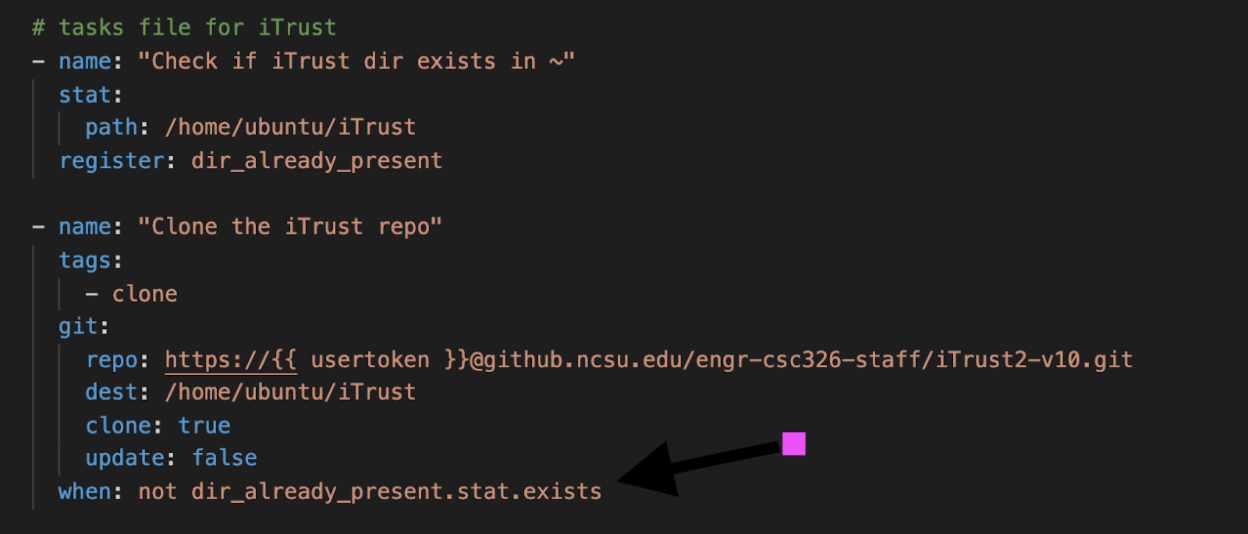 # tasks file for iTrust
- name: "Check if iTrust dir exists in ~"
  stat:
    path: /home/ubuntu/iTrust
  register: dir_already_present

- name: "Clone the iTrust repo"
  tags:
    - clone
  git:
    repo: https://{{ usertoken }}@github.ncsu.edu/engr-csc326-staff/iTrust2-v10.git
    dest: /home/ubuntu/iTrust
    clone: true
    update: false
  when: not dir_already_present.stat.exists